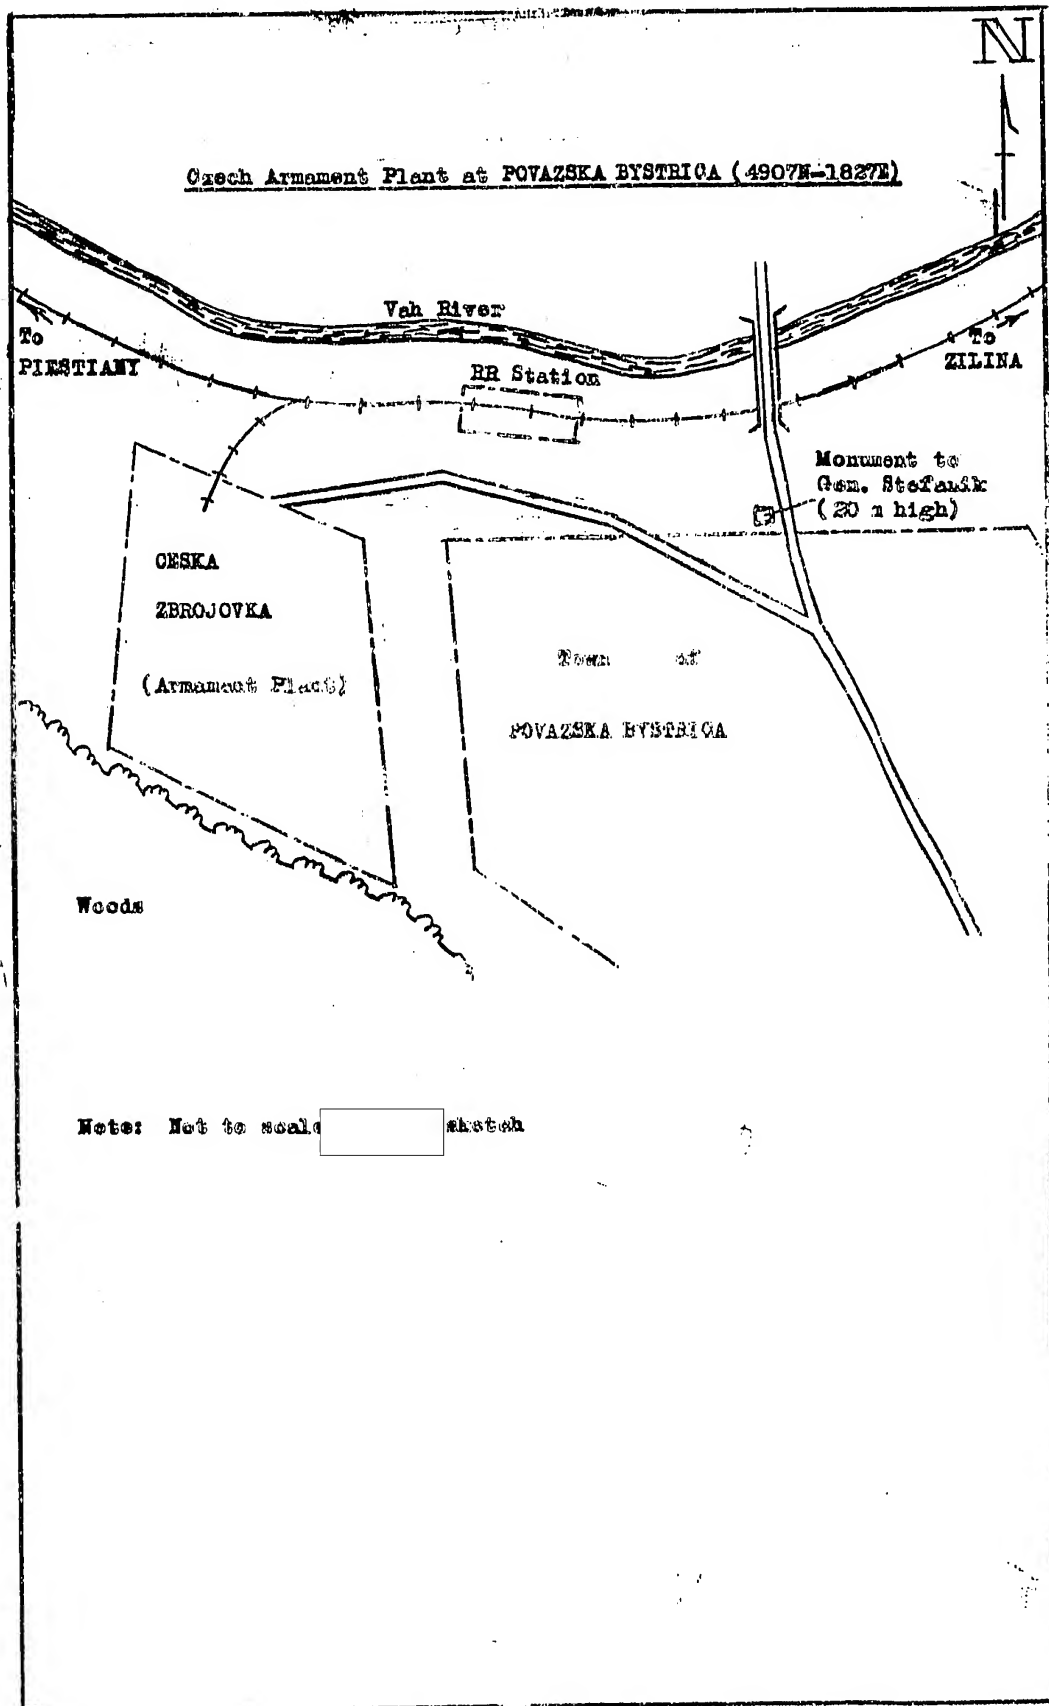 N
Czech Armament Plant at POVAZSKA BYSTRICA (4907N-1827E)
Vah River
To
PIESTIANY
RR Station
To
ZILINA
Monument to
Gen. Stefanik
(20 m high)
CESKA
ZBROJOVKA
(Armament Plant)
Town of
POVAZSKA BYSTRICA
Woods
Note: Not to scale sketch